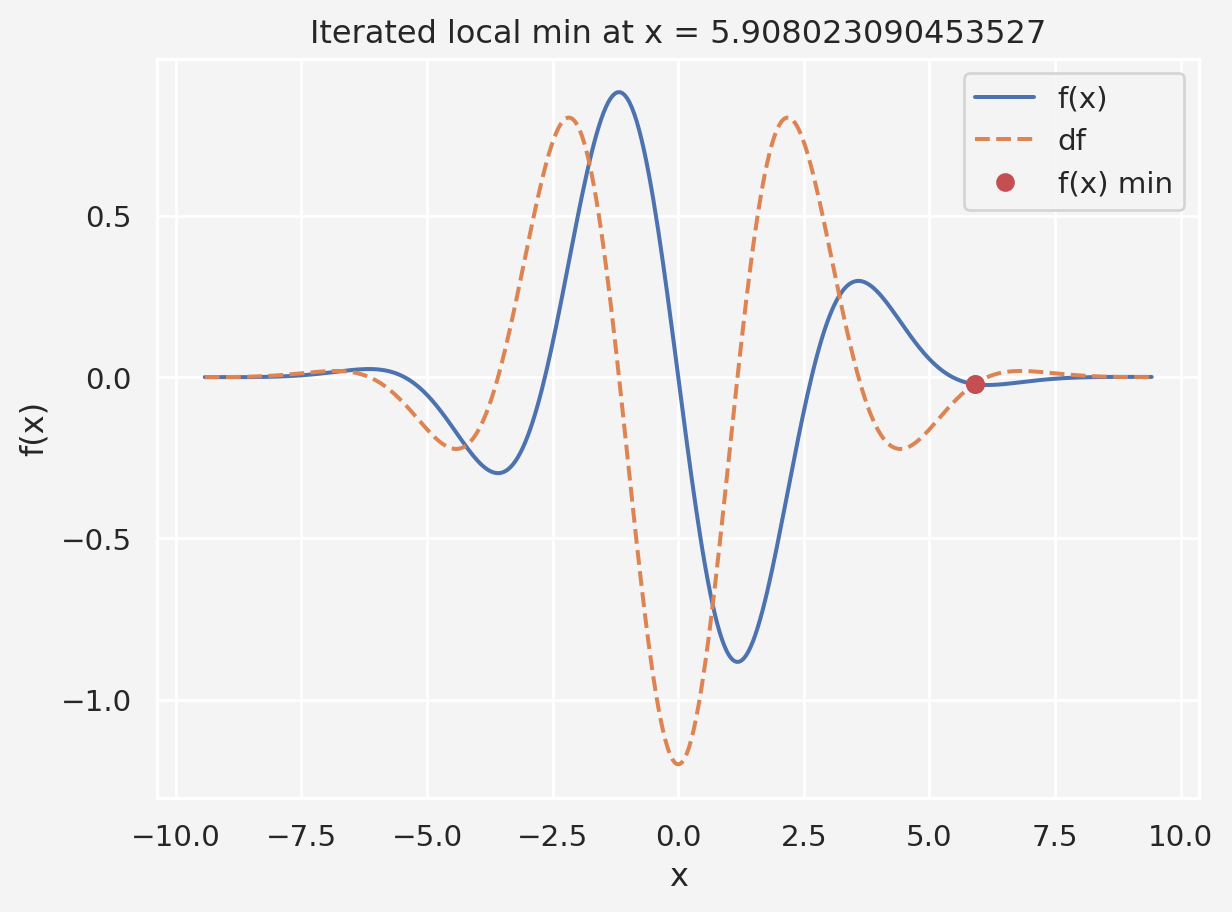 Iterated local min at x = 5.908023090453527
f(x)
df
f(x) min
0.5
0.0
−0.5
−1.0
f(x)
−10.0 −7.5 −5.0 −2.5 0.0 2.5 5.0 7.5 10.0
x